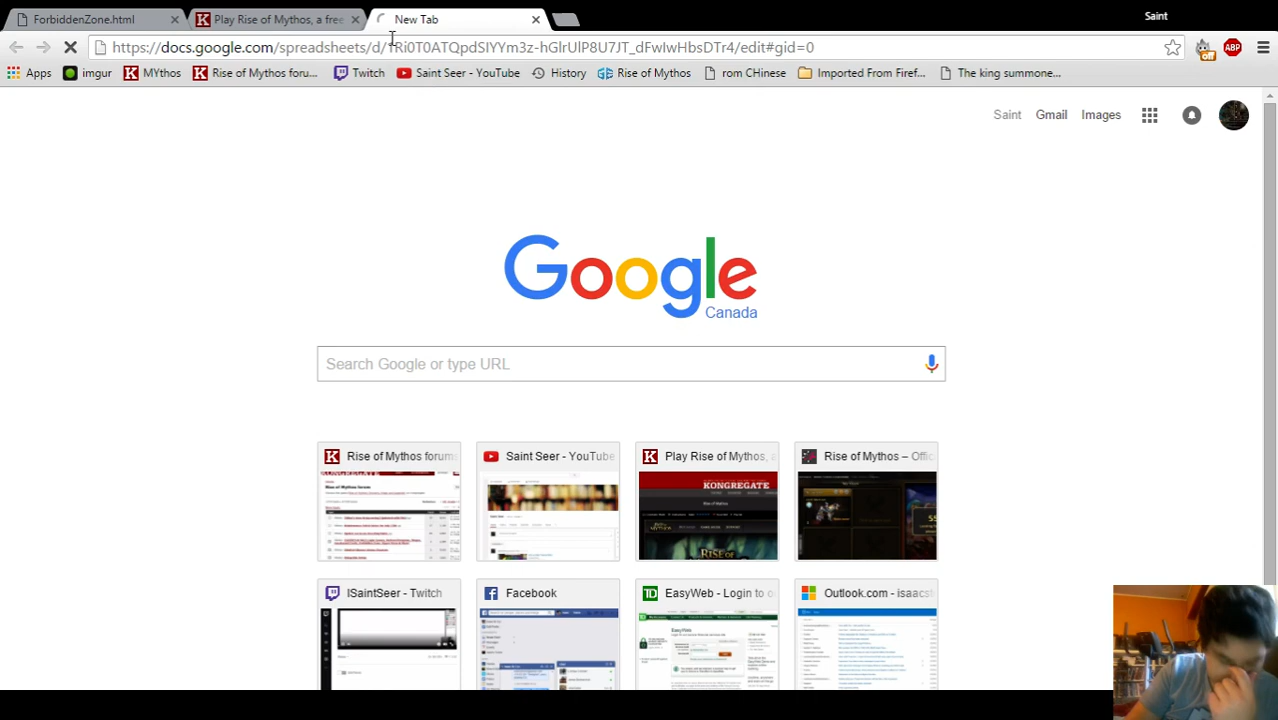 ForbiddenZone.html
Play Rise of Mythos, a free
New Tab
Saint
https://docs.google.com/spreadsheets/d/1Ri0T0ATQpdSIYYm3z-hGlrUlP8U7JT_dFwIwHbsDTr4/edit#gid=0
ABP
Apps
imgur
MYthos
Rise of Mythos foru...
Twitch
Saint Seer - YouTube
History
Rise of Mythos
rom CHinese
Imported From Firef...
The king summone...
Saint
Gmail
Images
Google
Canada
Search Google or type URL
Rise of Mythos forums
Saint Seer - YouTube
Play Rise of Mythos, a
Rise of Mythos – Offic
KONGREGATE
ISaintSeer - Twitch
Facebook
EasyWeb - Login to o
Outlook.com - isaacst